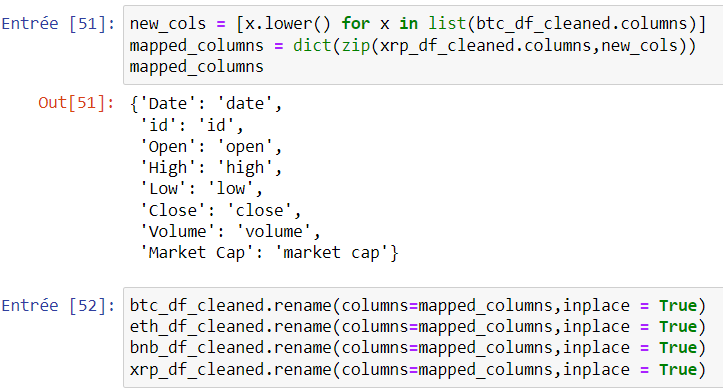 Entrée [51]: new_cols = [x.lower() for x in list(btc_df_cleaned.columns)]
mapped_columns = dict(zip(xrp_df_cleaned.columns,new_cols))
mapped_columns
Out[51]: {'Date': 'date',
'id': 'id',
'Open': 'open',
'High': 'high',
'Low': 'low',
'Close': 'close',
'Volume': 'volume',
'Market Cap': 'market cap'}
Entrée [52]: btc_df_cleaned.rename(columns=mapped_columns,inplace = True)
eth_df_cleaned.rename(columns=mapped_columns,inplace = True)
bnb_df_cleaned.rename(columns=mapped_columns,inplace = True)
xrp_df_cleaned.rename(columns=mapped_columns,inplace = True)